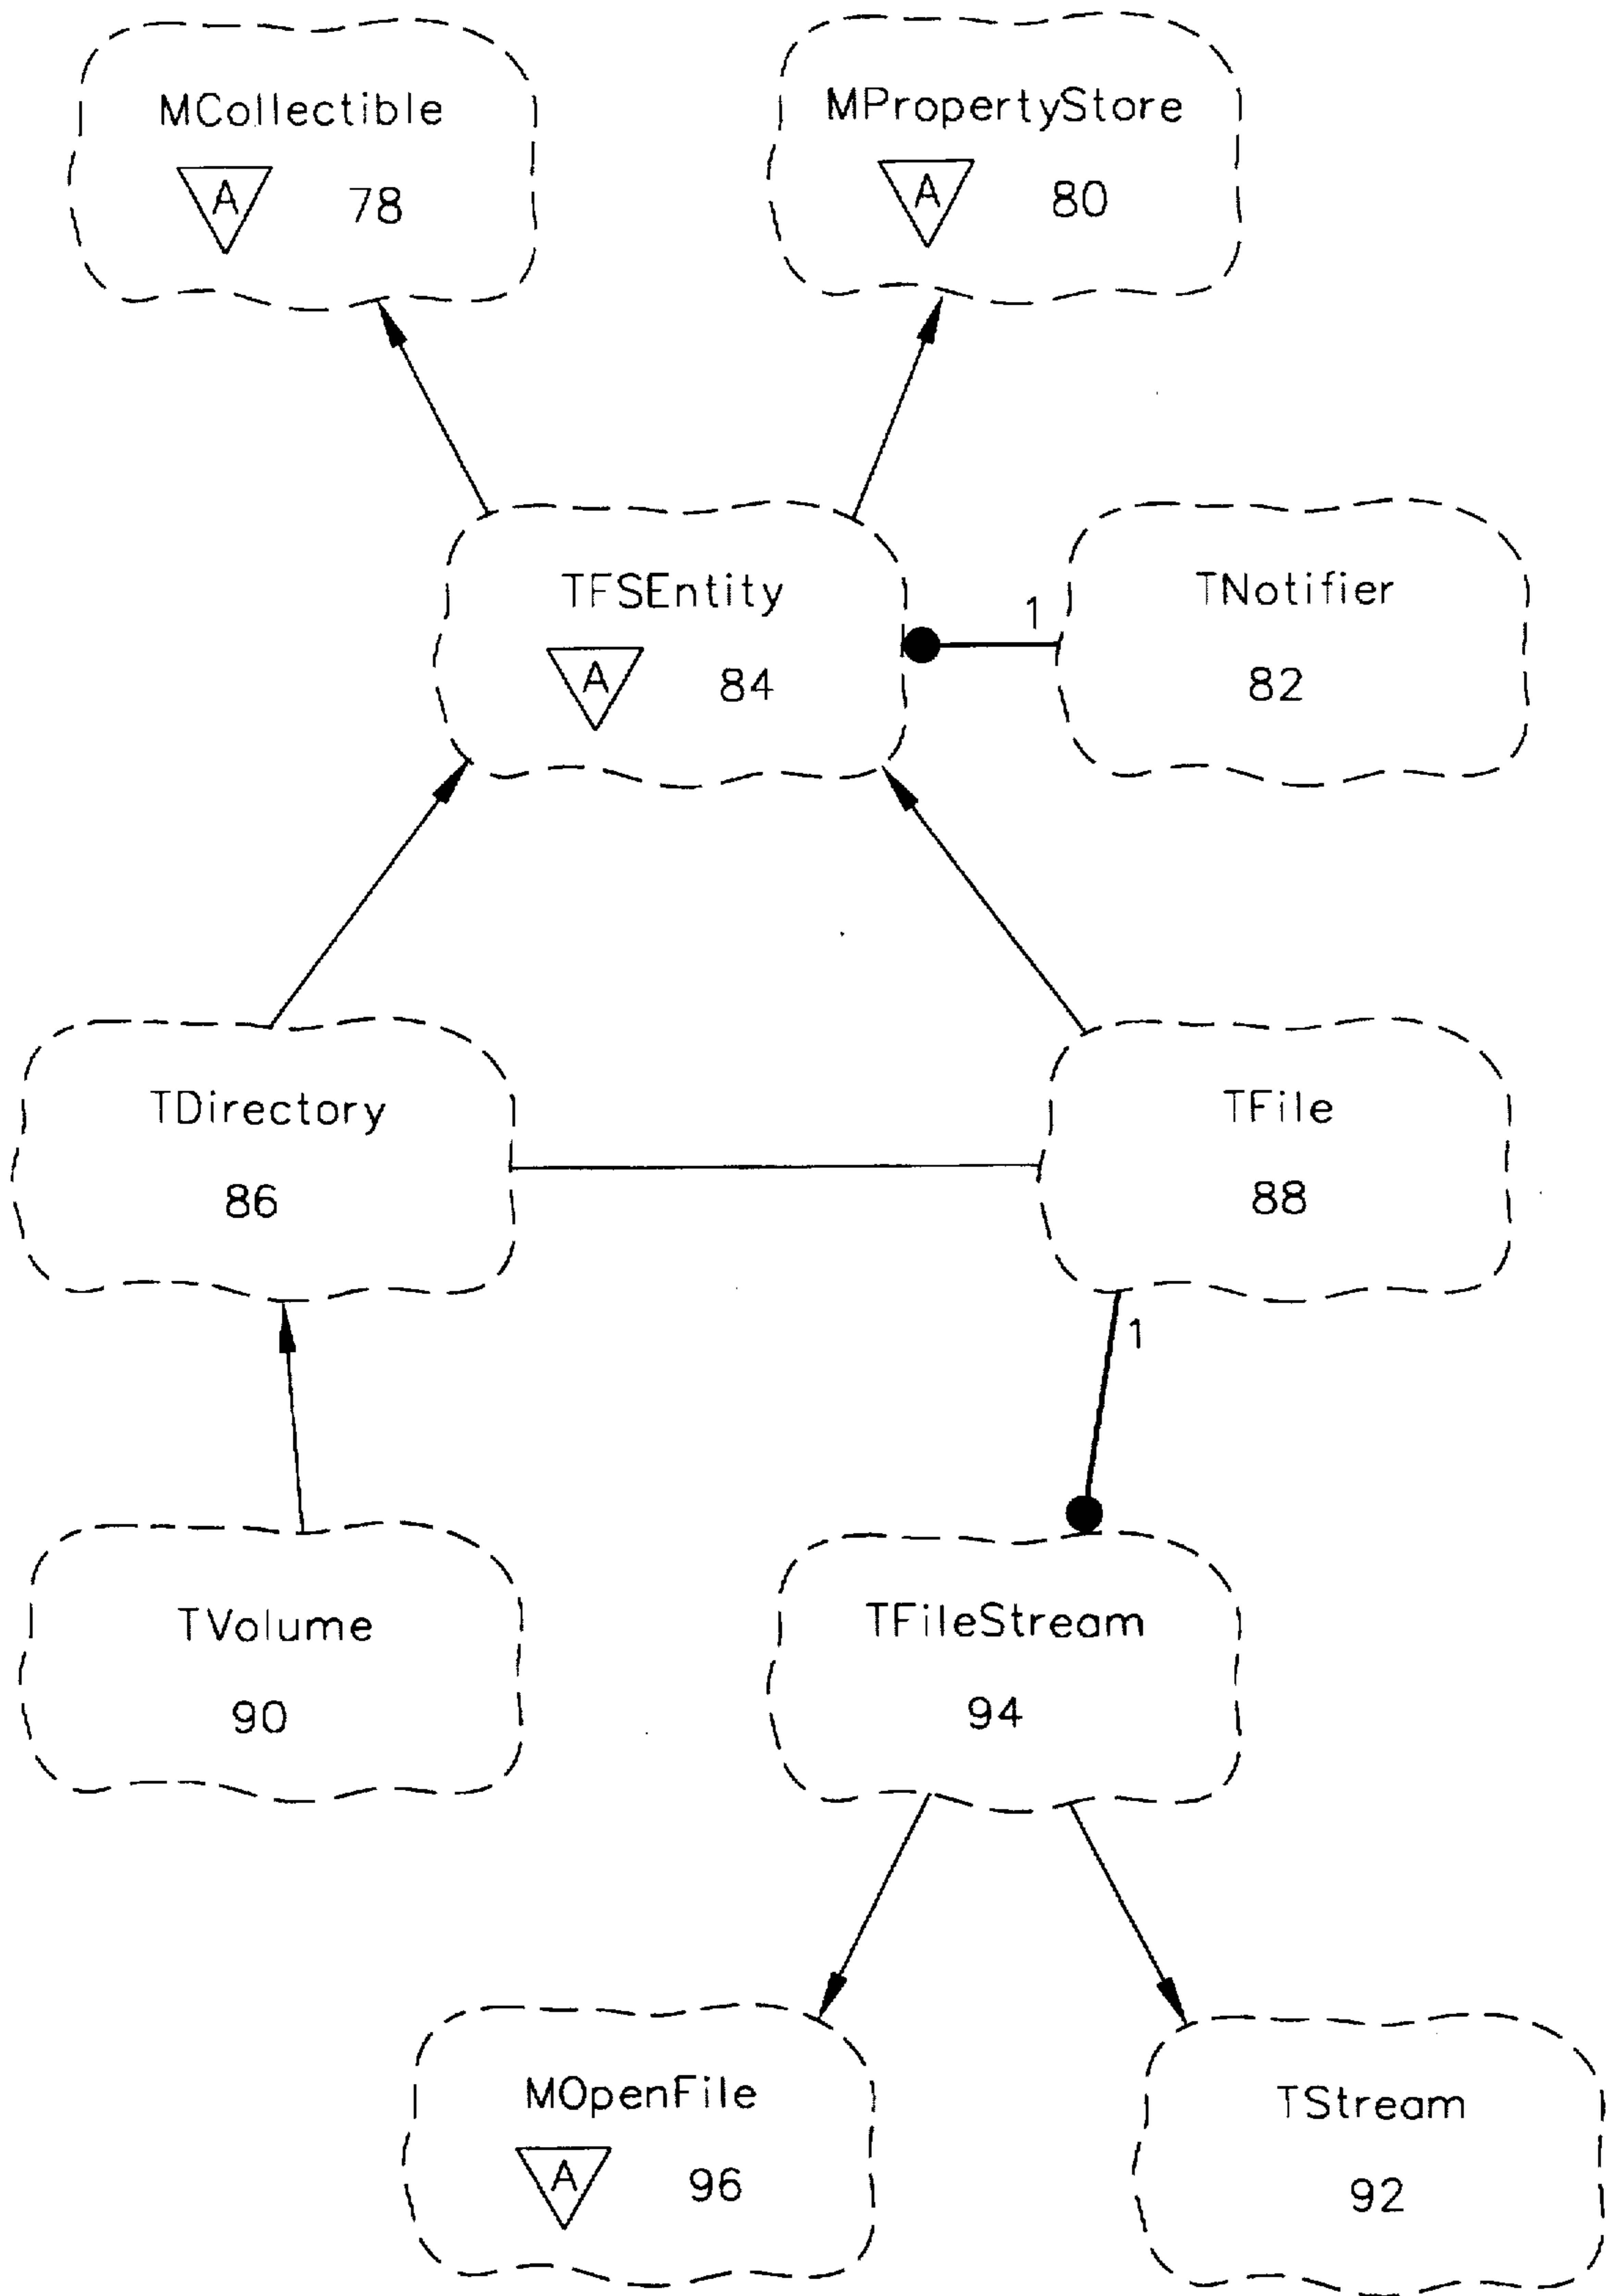 MCollectible
A 78
MPropertyStore
A 80
TFSEntity
A 84
1
TNotifier
82
TDirectory
86
TFile
88
1
TVolume
90
TFileStream
94
MOpenFile
A 96
TStream
92